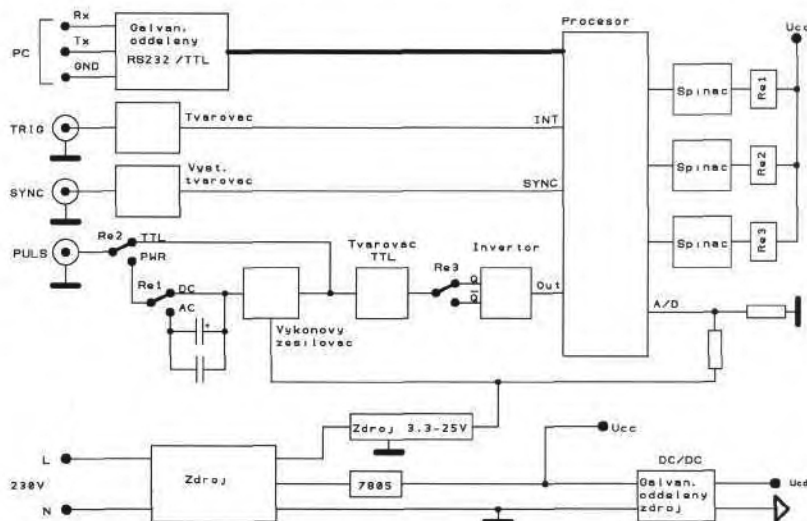 Rx
Tx
PC
GND
Galvan.
oddeleny
RS232/TTL
Procesor
Ucc
Spinac
Re1
TRIG
Tvarovac
INT
Spinac
Re2
SYNC
Vyst.
tvarovac
SYNC
Spinac
Re3
PULS
Re2
TTL
PWR
Re1
DC
AC
+
Vykonovy
zesilovac
Tvarovac
TTL
Re3
Q
Q
Invertor
Out
A/D
Zdroj 3.3-25V
Ucc
L
230V
N
Zdroj
7805
DC/DC
Galvan.
oddeleny
zdroj
Ucd